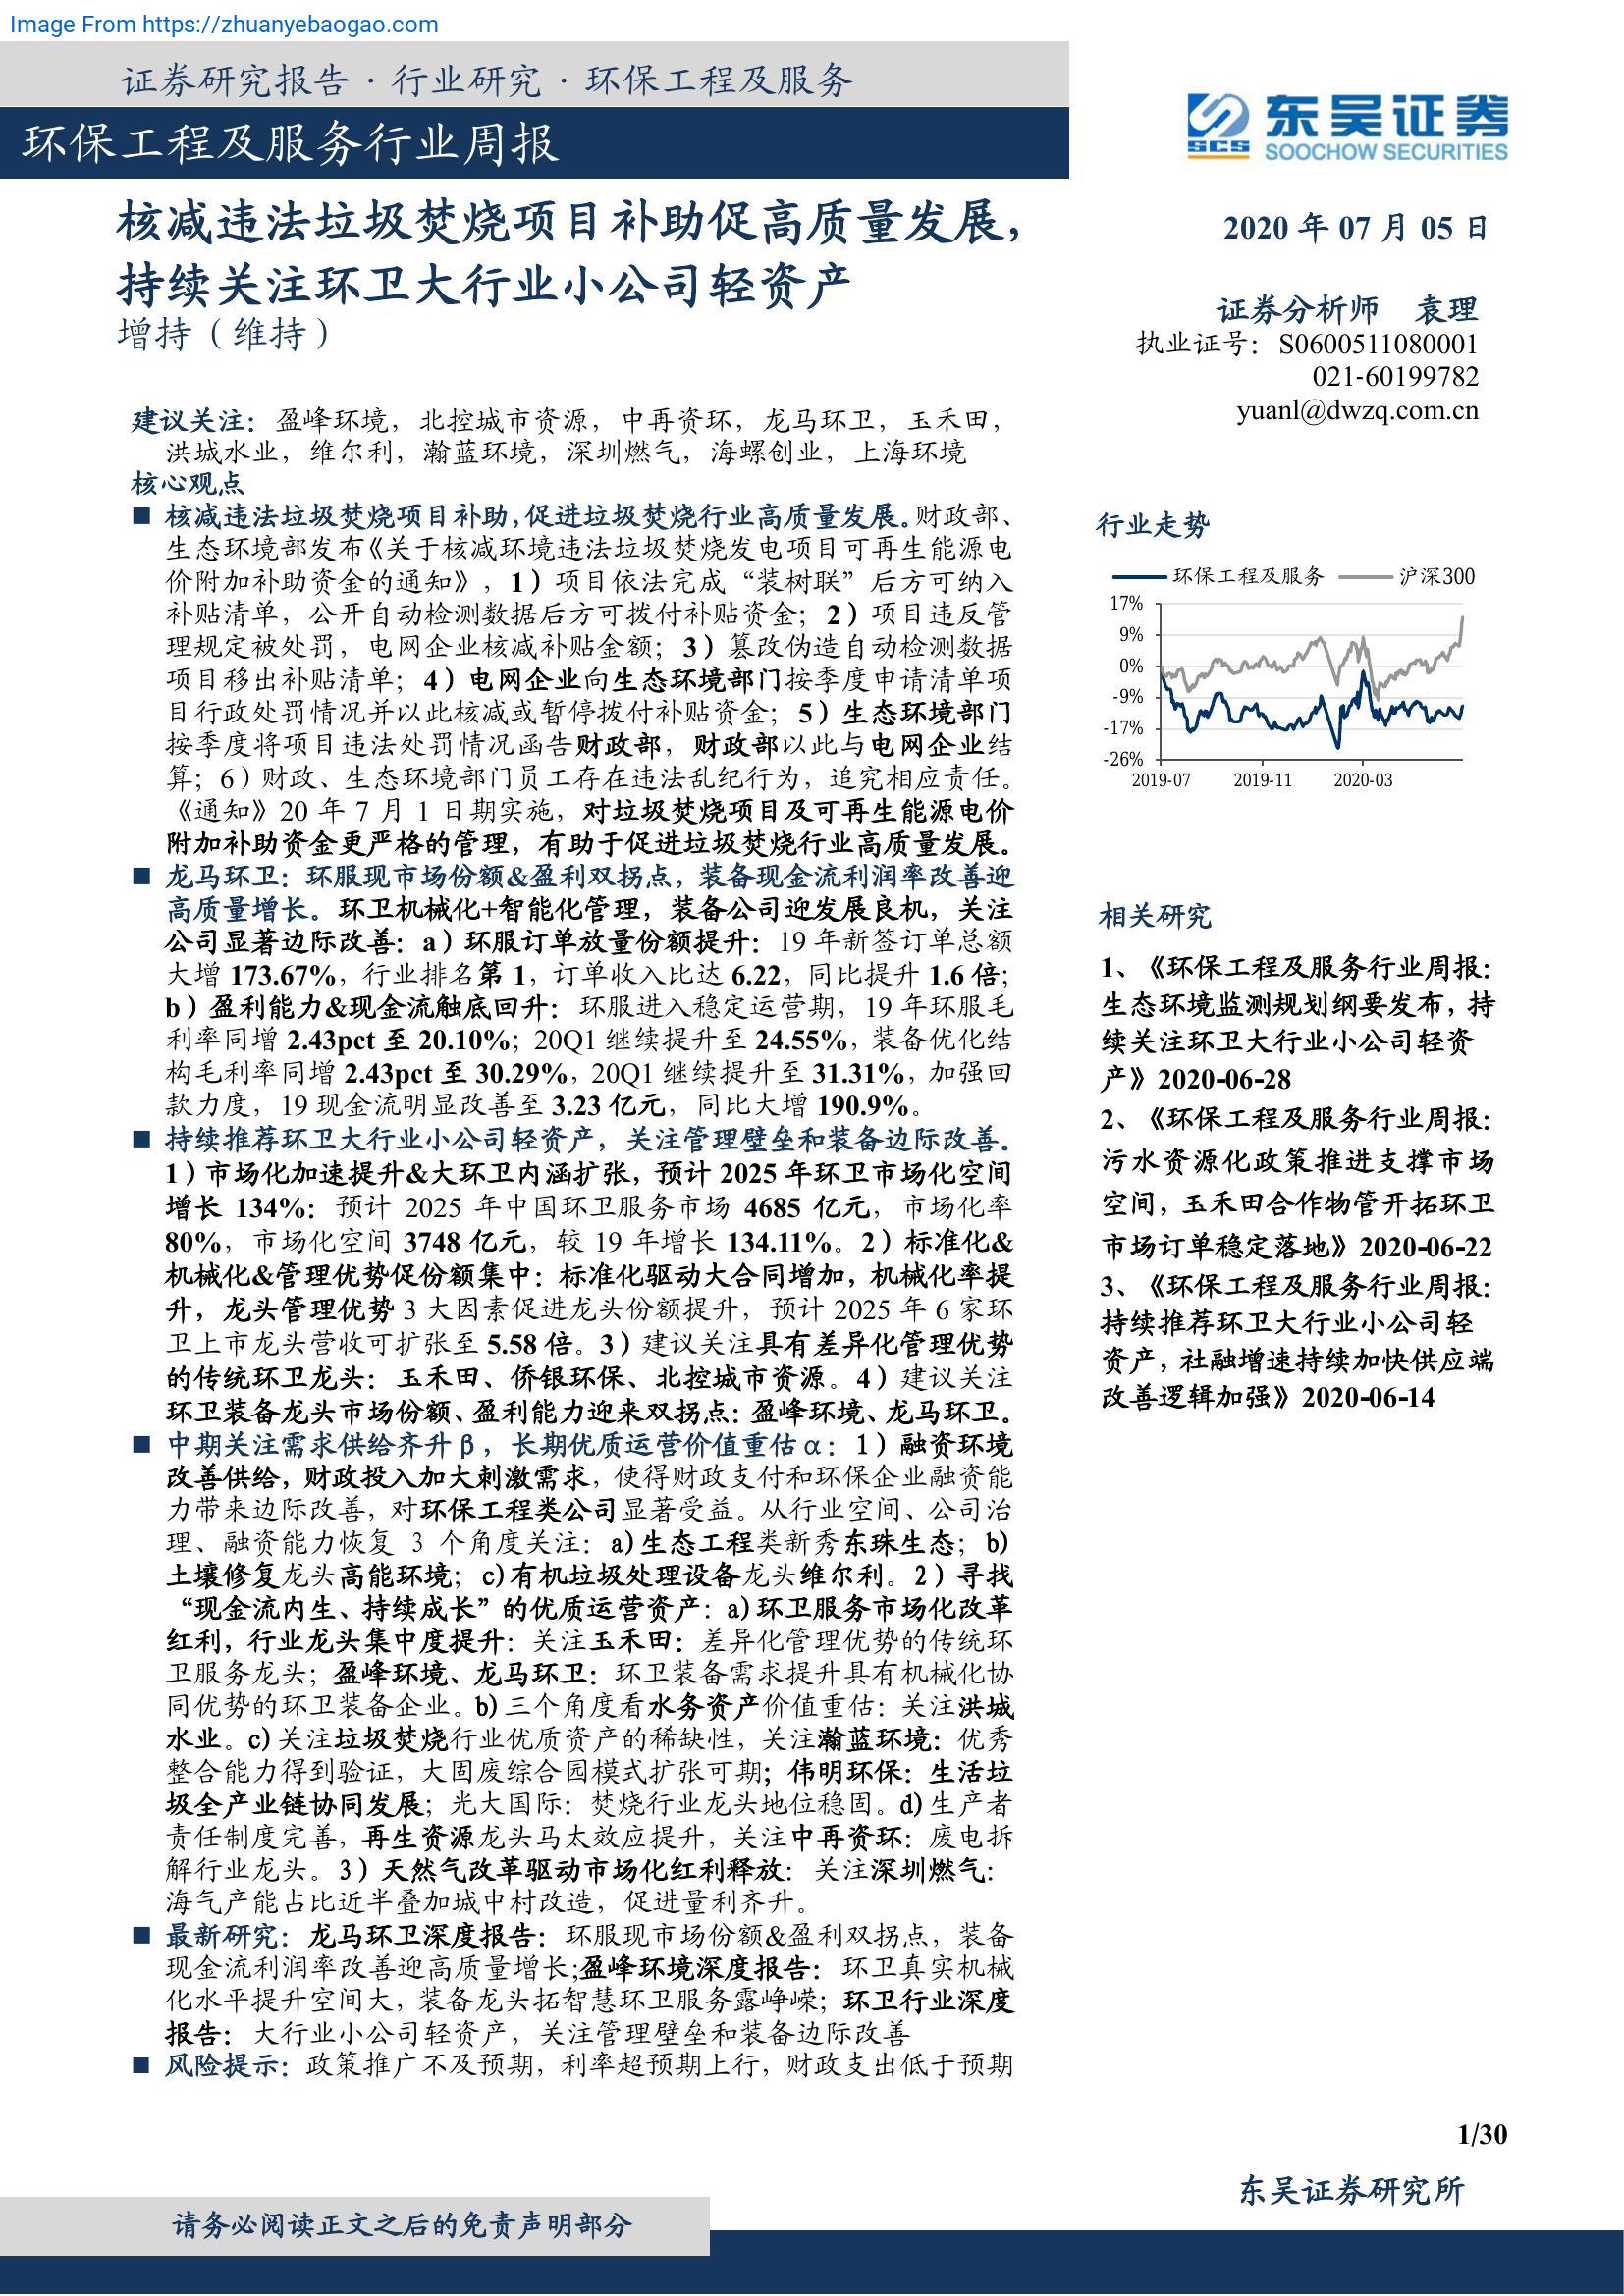 Image From https://zhuanyebaogao.com
证券研究报告 · 行业研究 · 环保工程及服务
环保工程及服务行业周报
东吴证券
SCS SOOCHOW SECURITIES
核减违法垃圾焚烧项目补助促高质量发展，
持续关注环卫大行业小公司轻资产
增持（维持）
建议关注：盈峰环境，北控城市资源，中再资环，龙马环卫，玉禾田，
洪城水业，维尔利，瀚蓝环境，深圳燃气，海螺创业，上海环境
核心观点
■ 核减违法垃圾焚烧项目补助，促进垃圾焚烧行业高质量发展。财政部、
生态环境部发布《关于核减环境违法垃圾焚烧发电项目可再生能源电
价附加补助资金的通知》，1）项目依法完成“装树联”后方可纳入
补贴清单，公开自动检测数据后方可拨付补贴资金；2）项目违反管
理规定被处罚，电网企业核减补贴金额；3）篡改伪造自动检测数据
项目移出补贴清单；4）电网企业向生态环境部门按季度申请清单项
目行政处罚情况并以此核减或暂停拨付补贴资金；5）生态环境部门
按季度将项目违法处罚情况函告财政部，财政部以此与电网企业结
算；6）财政、生态环境部门员工存在违法乱纪行为，追究相应责任。
《通知》20 年 7 月 1 日期实施，对垃圾焚烧项目及可再生能源电价
附加补助资金更严格的管理，有助于促进垃圾焚烧行业高质量发展。
■ 龙马环卫：环服现市场份额&盈利双拐点，装备现金流利润率改善迎
高质量增长。环卫机械化+智能化管理，装备公司迎发展良机，关注
公司显著边际改善：a）环服订单放量份额提升：19 年新签订单总额
大增 173.67%，行业排名第 1，订单收入比达 6.22，同比提升 1.6 倍；
b）盈利能力&现金流触底回升：环服进入稳定运营期，19 年环服毛
利率同增 2.43pct 至 20.10%；20Q1 继续提升至 24.55%，装备优化结
构毛利率同增 2.43pct 至 30.29%，20Q1 继续提升至 31.31%，加强回
款力度，19 现金流明显改善至 3.23 亿元，同比大增 190.9%。
■ 持续推荐环卫大行业小公司轻资产，关注管理壁垒和装备边际改善。
1）市场化加速提升&大环卫内涵扩张，预计 2025 年环卫市场化空间
增长 134%：预计 2025 年中国环卫服务市场 4685 亿元，市场化率
80%，市场化空间 3748 亿元，较 19 年增长 134.11%。2）标准化&
机械化&管理优势促份额集中：标准化驱动大合同增加，机械化率提
升，龙头管理优势 3 大因素促进龙头份额提升，预计 2025 年 6 家环
卫上市龙头营收可扩张至 5.58 倍。3）建议关注具有差异化管理优势
的传统环卫龙头：玉禾田、侨银环保、北控城市资源。4）建议关注
环卫装备龙头市场份额、盈利能力迎来双拐点：盈峰环境、龙马环卫。
■ 中期关注需求供给齐升β，长期优质运营价值重估α：1）融资环境
改善供给，财政投入加大刺激需求，使得财政支付和环保企业融资能
力带来边际改善，对环保工程类公司显著受益。从行业空间、公司治
理、融资能力恢复 3 个角度关注：a)生态工程类新秀东珠生态；b)
土壤修复龙头高能环境；c)有机垃圾处理设备龙头维尔利。2）寻找
“现金流内生、持续成长”的优质运营资产：a)环卫服务市场化改革
红利，行业龙头集中度提升：关注玉禾田：差异化管理优势的传统环
卫服务龙头；盈峰环境、龙马环卫：环卫装备需求提升具有机械化协
同优势的环卫装备企业。b)三个角度看水务资产价值重估：关注洪城
水业。c)关注垃圾焚烧行业优质资产的稀缺性，关注瀚蓝环境：优秀
整合能力得到验证，大固废综合园模式扩张可期；伟明环保：生活垃
圾全产业链协同发展；光大国际：焚烧行业龙头地位稳固。d)生产者
责任制度完善，再生资源龙头马太效应提升，关注中再资环：废电拆
解行业龙头。3）天然气改革驱动市场化红利释放：关注深圳燃气：
海气产能占比近半叠加城中村改造，促进量利齐升。
■ 最新研究：龙马环卫深度报告：环服现市场份额&盈利双拐点，装备
现金流利润率改善迎高质量增长;盈峰环境深度报告：环卫真实机械
化水平提升空间大，装备龙头拓智慧环卫服务露峥嵘；环卫行业深度
报告：大行业小公司轻资产，关注管理壁垒和装备边际改善
■ 风险提示：政策推广不及预期，利率超预期上行，财政支出低于预期
2020 年 07 月 05 日
证券分析师 袁理
执业证号：S0600511080001
021-60199782
yuanl@dwzq.com.cn
行业走势
环保工程及服务 沪深300
17%
9%
0%
-9%
-17%
-26%
2019-07 2019-11 2020-03
相关研究
1、《环保工程及服务行业周报：
生态环境监测规划纲要发布，持
续关注环卫大行业小公司轻资
产》2020-06-28
2、《环保工程及服务行业周报：
污水资源化政策推进支撑市场
空间，玉禾田合作物管开拓环卫
市场订单稳定落地》2020-06-22
3、《环保工程及服务行业周报：
持续推荐环卫大行业小公司轻
资产，社融增速持续加快供应端
改善逻辑加强》2020-06-14
1/30
东吴证券研究所
请务必阅读正文之后的免责声明部分